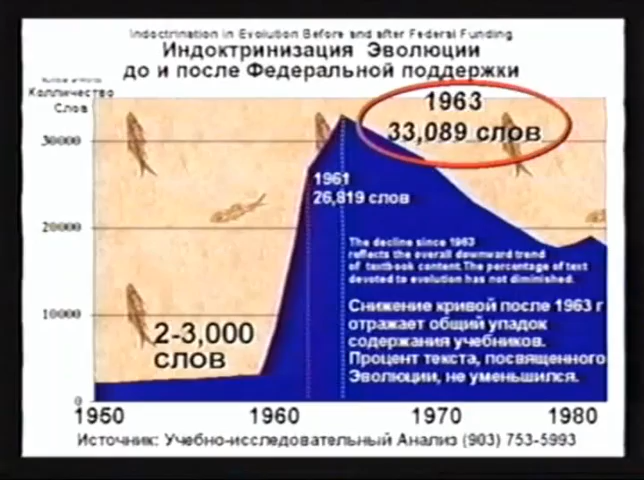 Indoctrination in Evolution Before and after Federal Funding
Индоктринизация Эволюции
до и после Федеральной поддержки
Колличество
Слов
1963
33,089 слов
30000
1961
26,819 слов
20000
The decline since 1963
reflects the overall downward trend
of textbook content. The percentage of text
devoted to evolution has not diminished.
10000
Снижение кривой после 1963 г
отражает общий упадок
содержания учебников.
Процент текста, посвященного
Эволюции, не уменьшился.
2-3,000
слов
0
1950 1960 1970 1980
Источник: Учебно-исследовательный Анализ (903) 753-5993